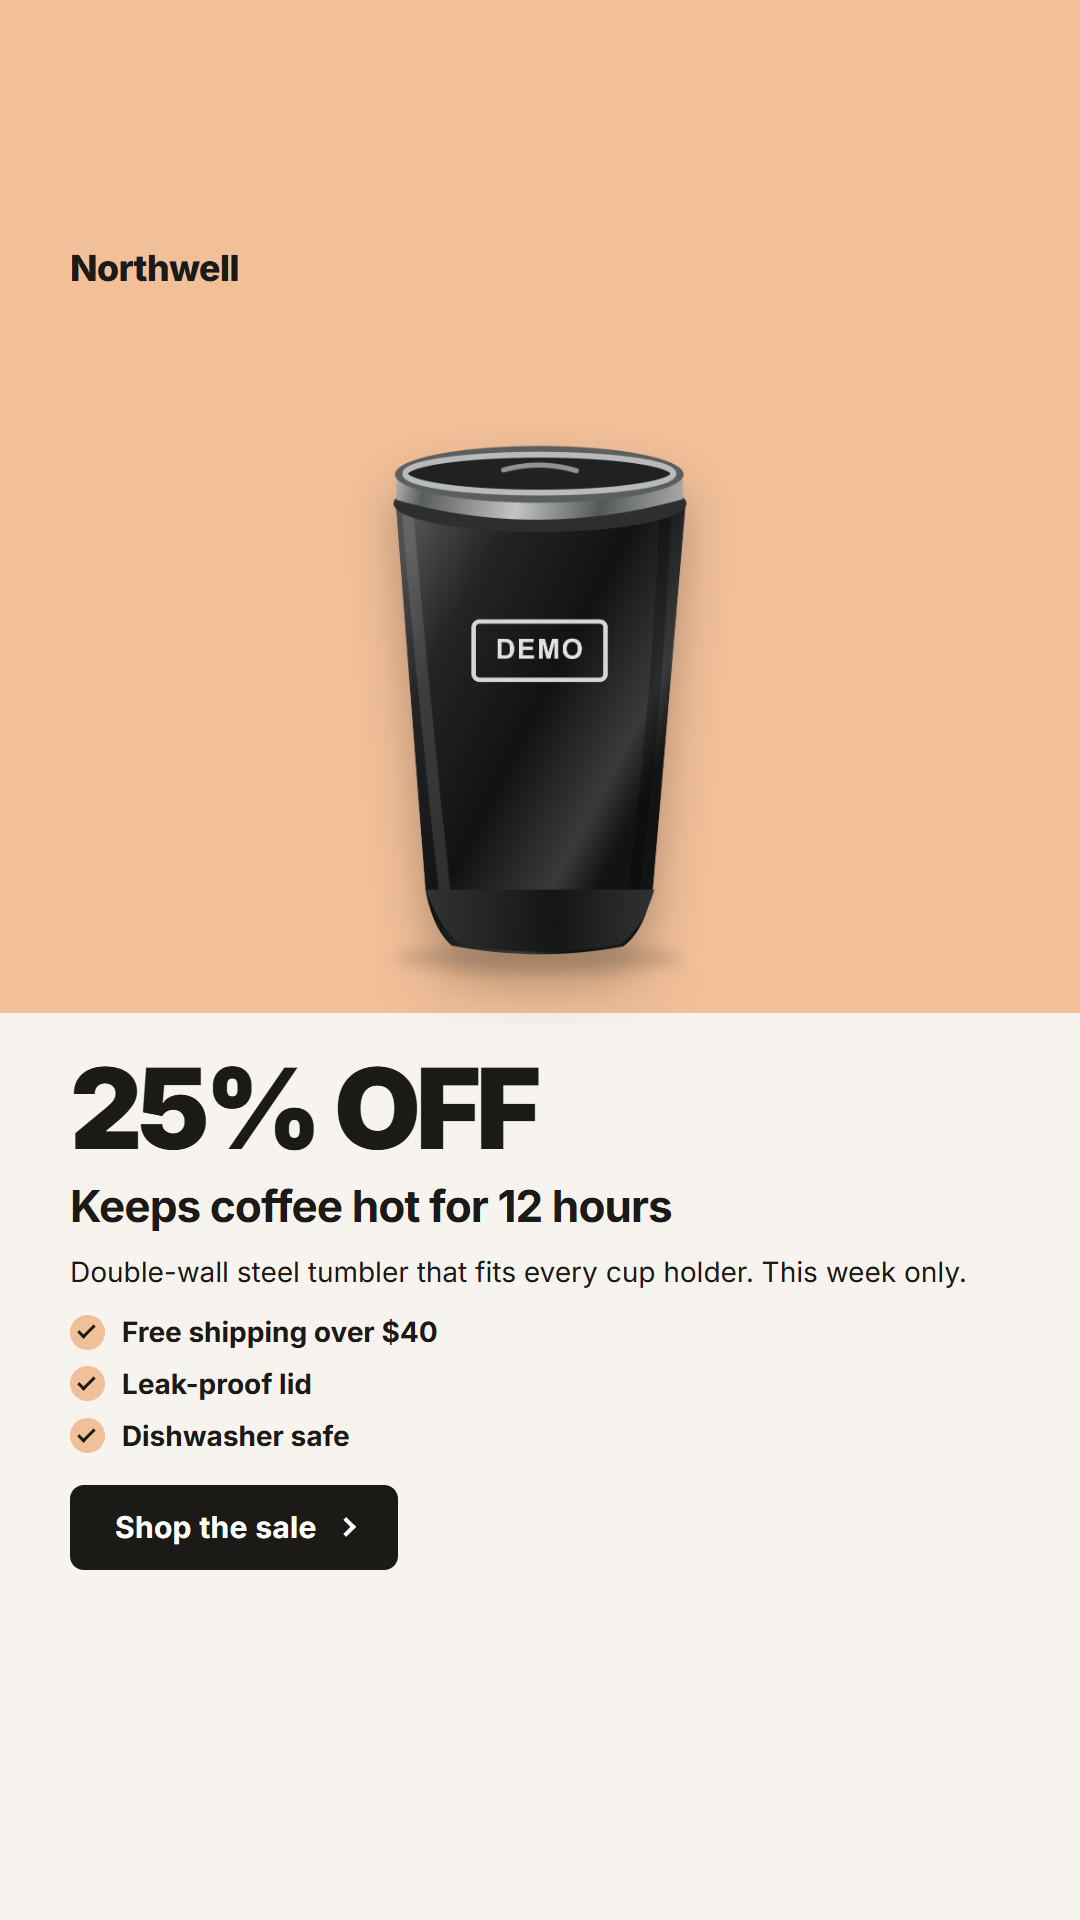 Northwell
DEMO
25% OFF
Keeps coffee hot for 12 hours
Double-wall steel tumbler that fits every cup holder. This week only.
Free shipping over $40
Leak-proof lid
Dishwasher safe
Shop the sale